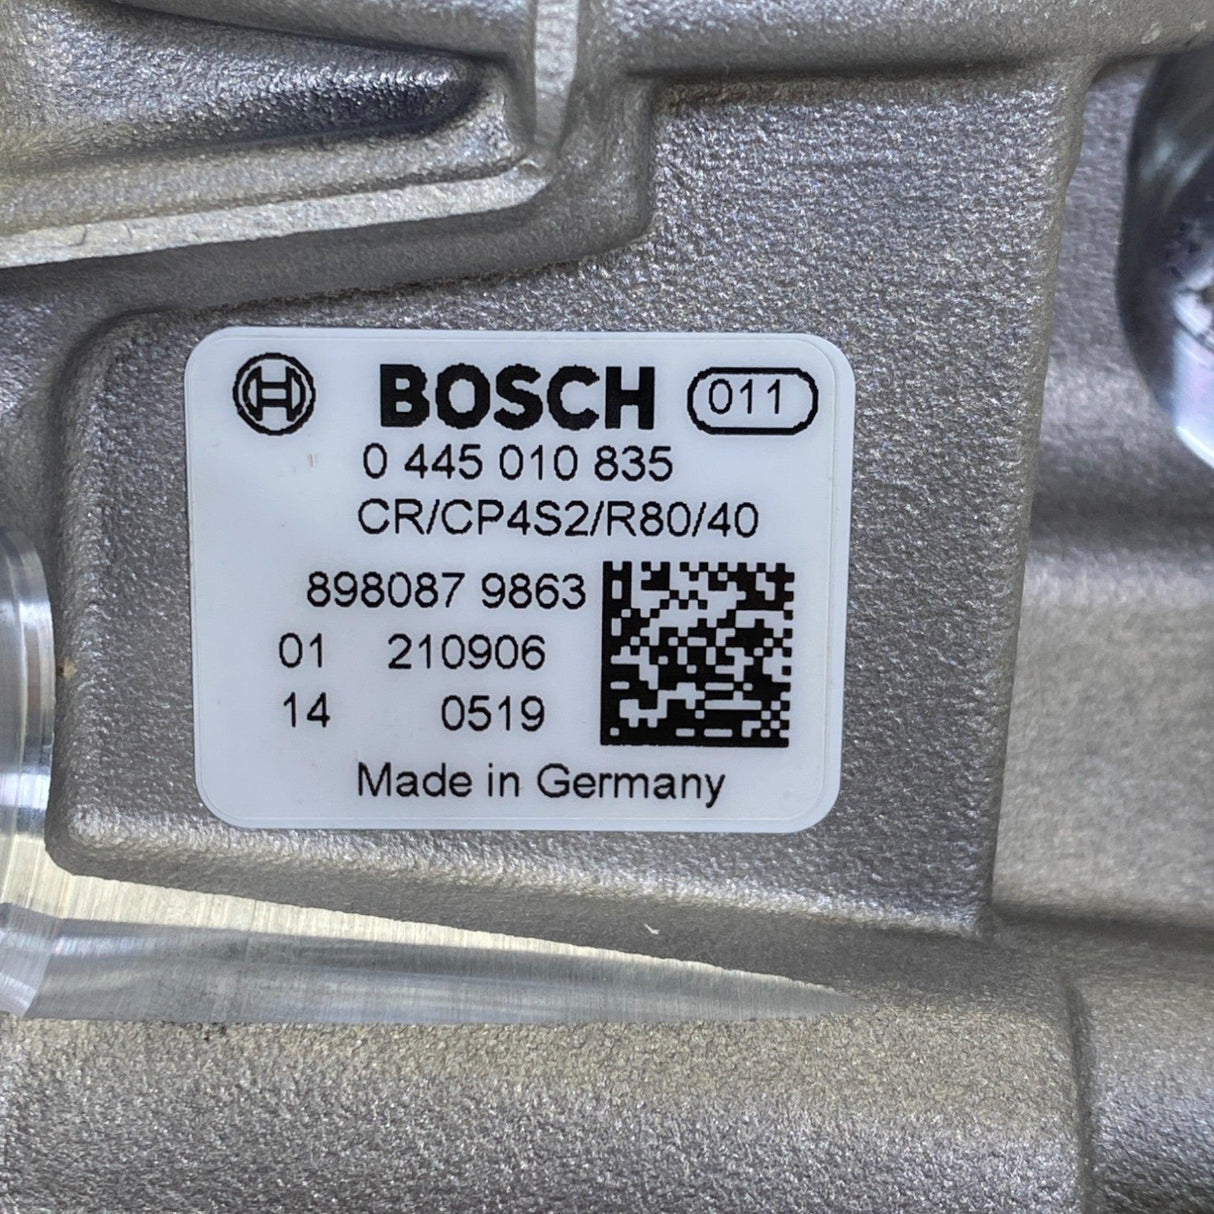 BOSCH 011
0 445 010 835
CR/CP4S2/R80/40
898087 9863
01 210906
14 0519
Made in Germany